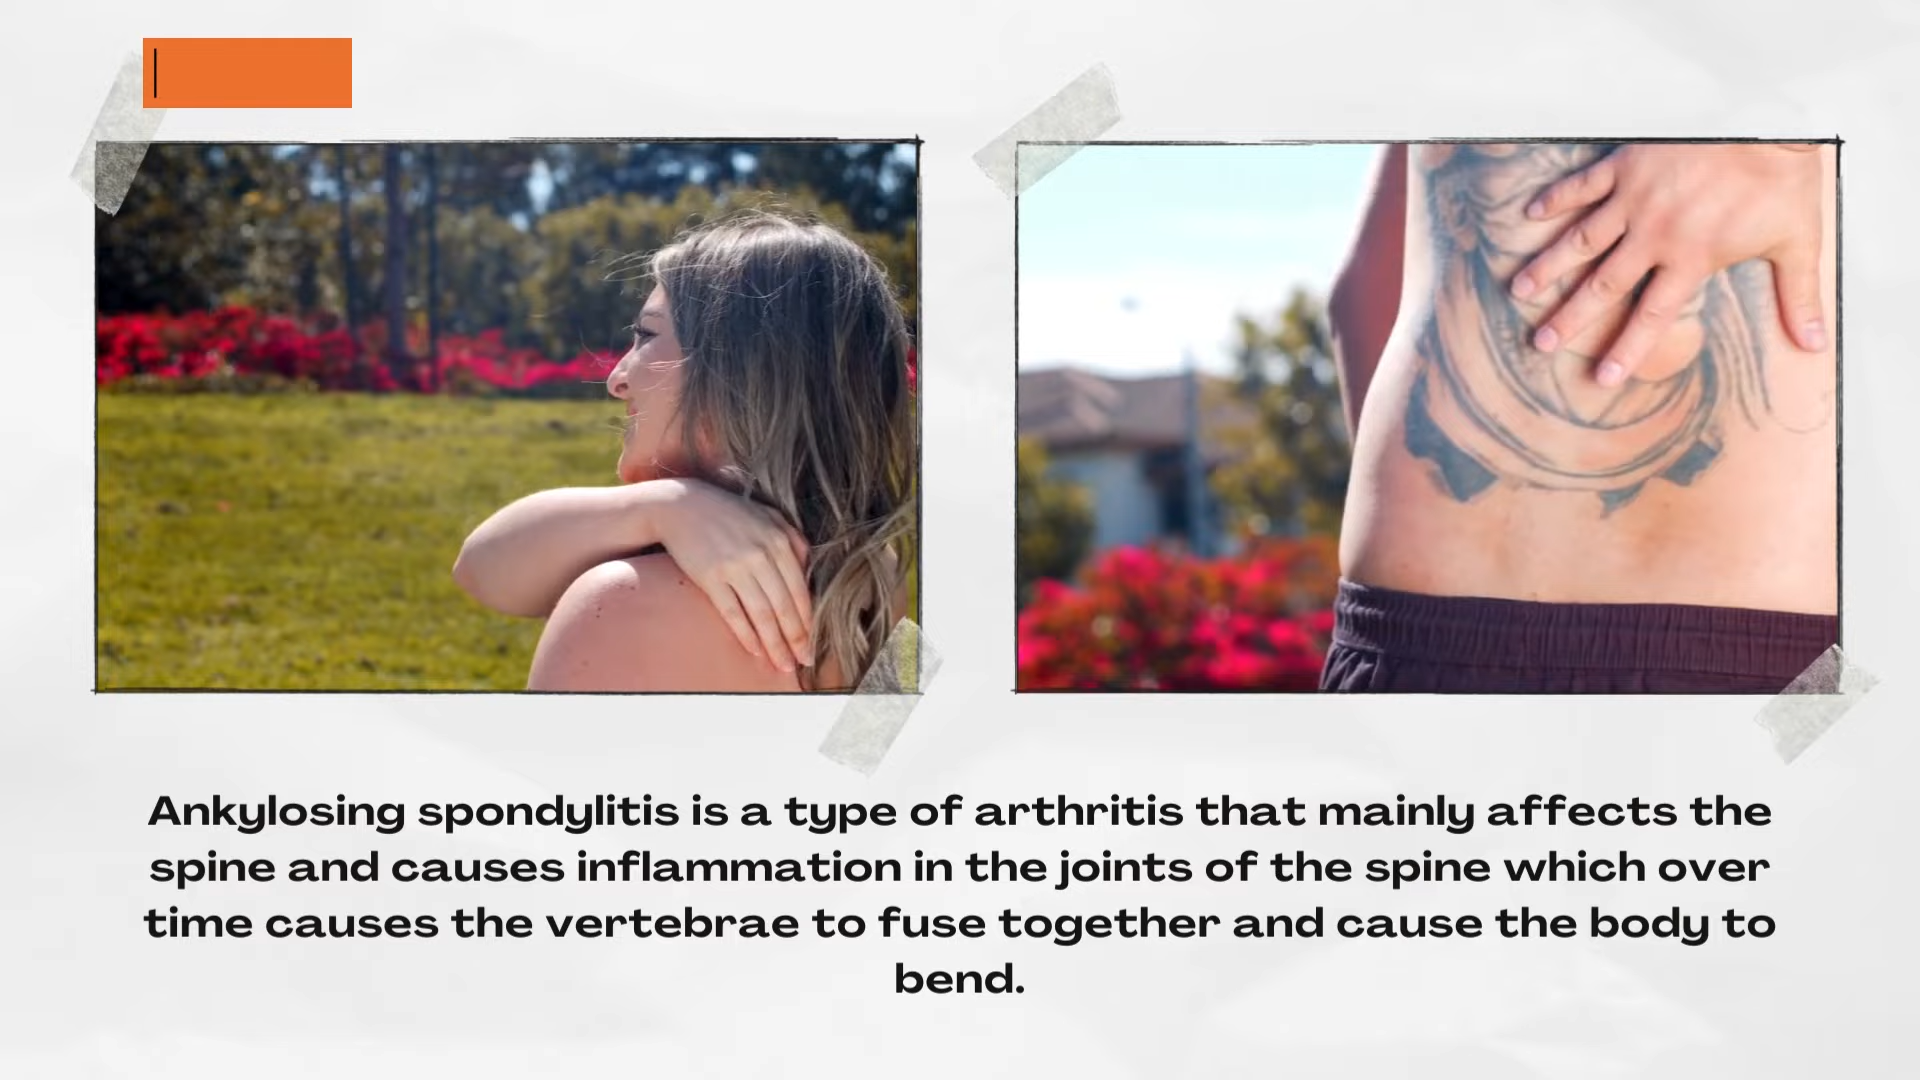 Ankylosing spondylitis is a type of arthritis that mainly affects the
spine and causes inflammation in the joints of the spine which over
time causes the vertebrae to fuse together and cause the body to
bend.